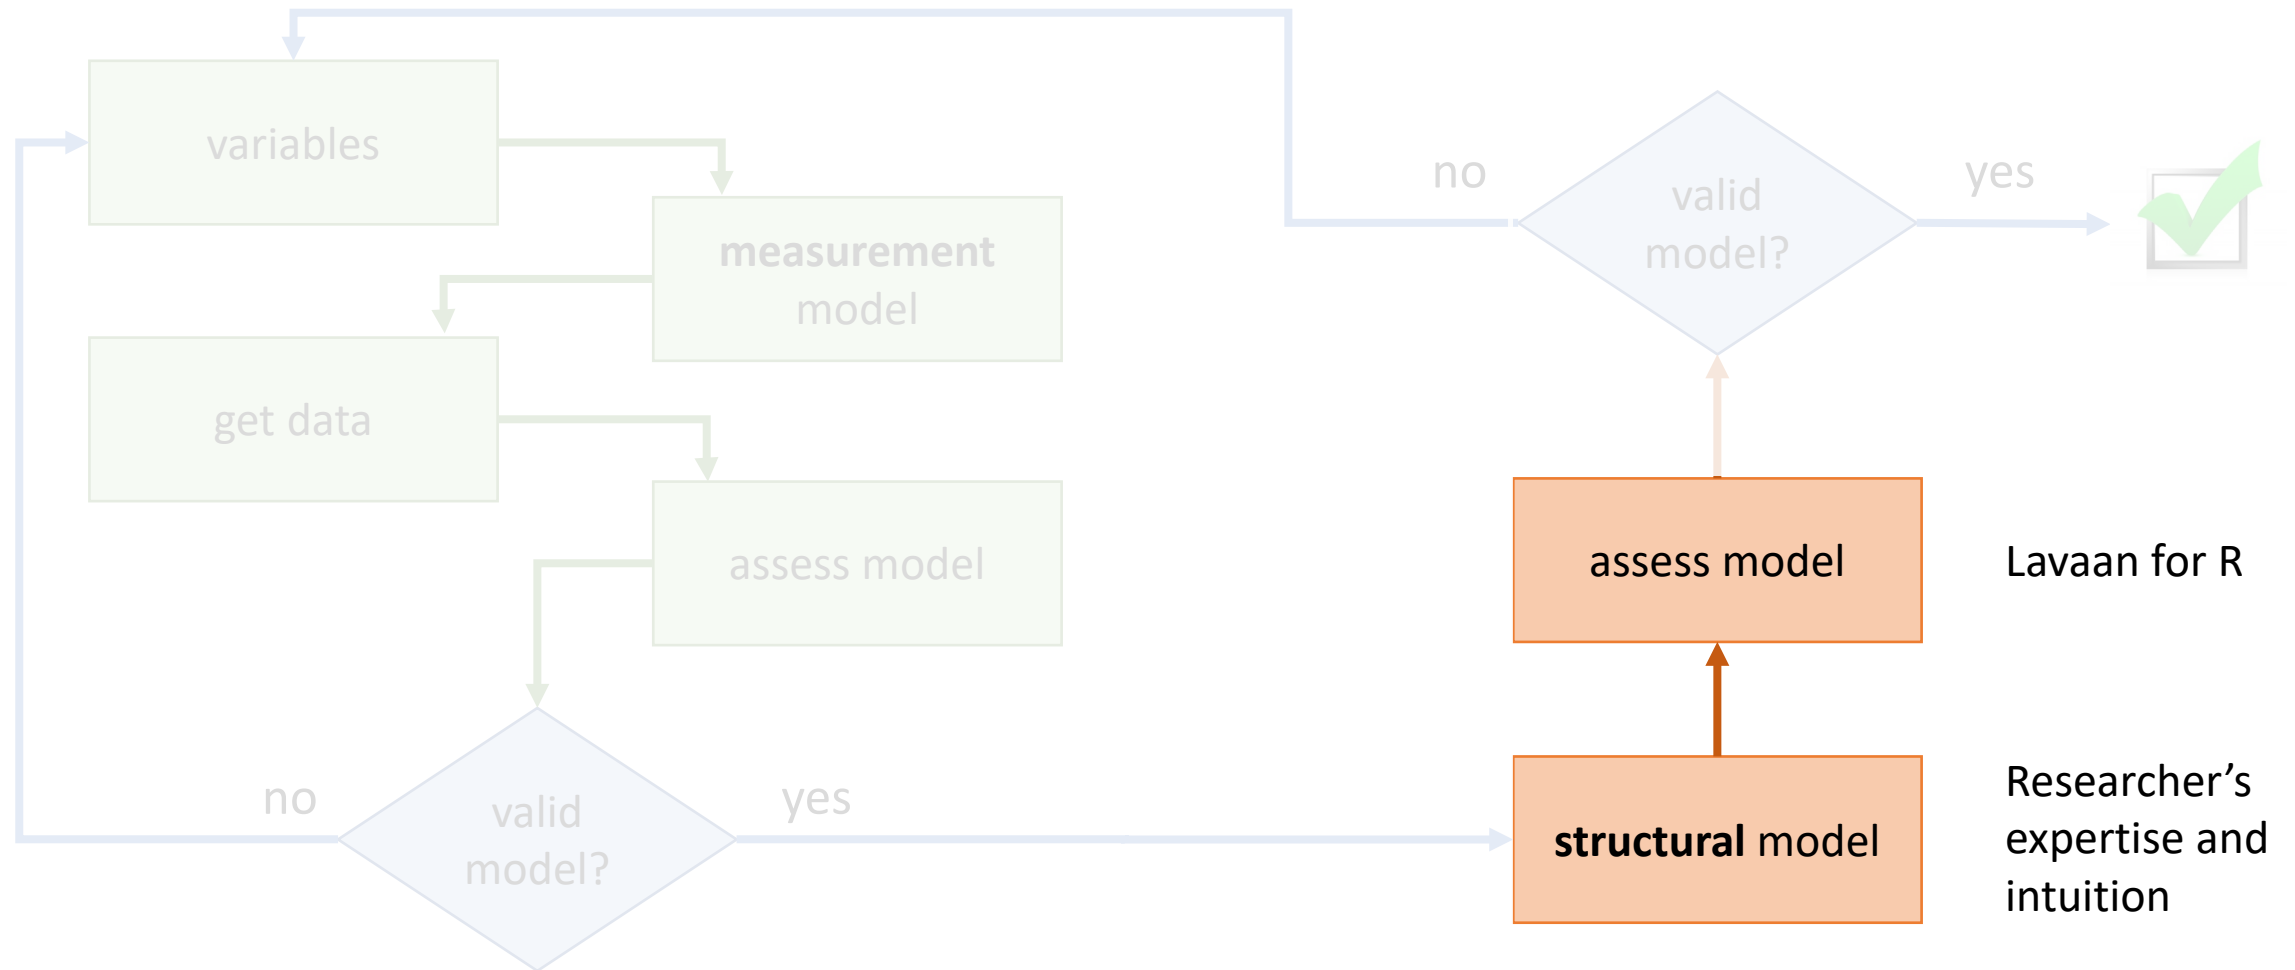 variables
measurement
model
get data
assess model
no
valid
model?
yes
no
valid
model?
yes
assess model
Lavaan for R
structural model
Researcher’s
expertise and
intuition